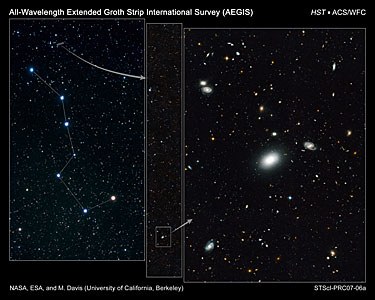 All-Wavelength Extended Groth Strip International Survey (AEGIS)
HST • ACS/WFC
NASA, ESA, and M. Davis (University of California, Berkeley)
STScI-PRC07-06a